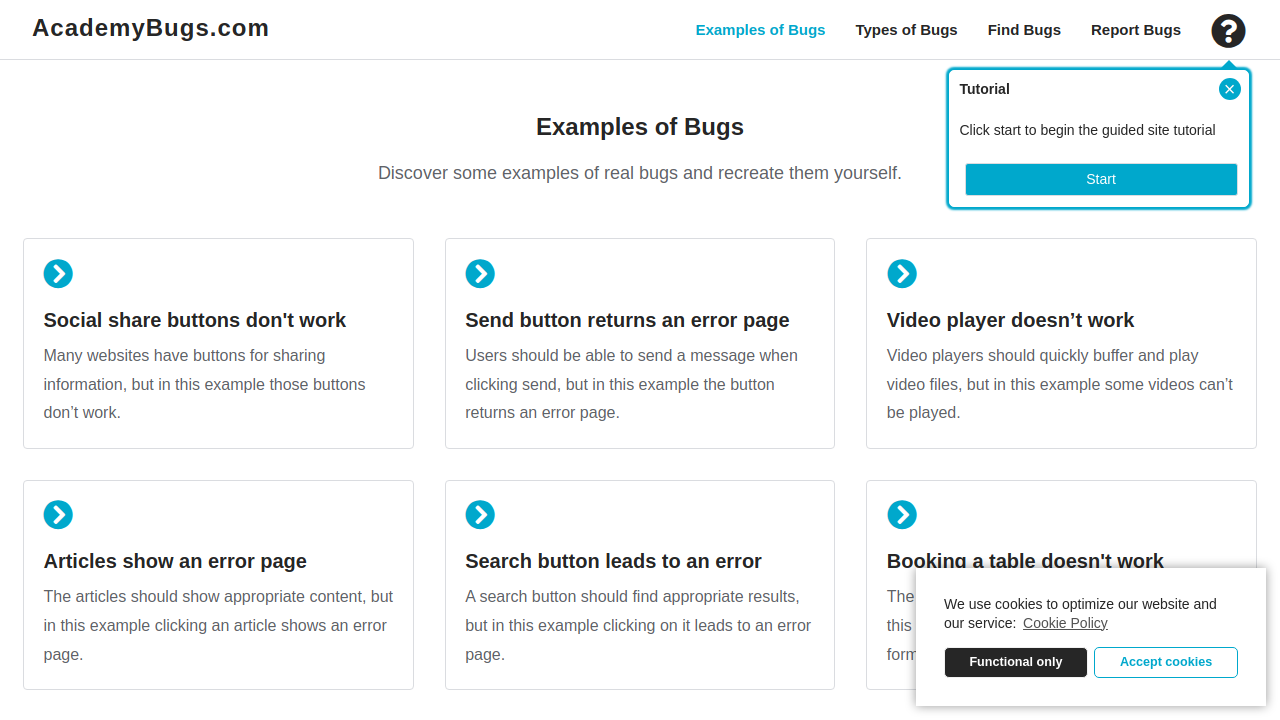 AcademyBugs.com
Examples of Bugs
Types of Bugs
Find Bugs
Report Bugs
Tutorial
Click start to begin the guided site tutorial
Start
Examples of Bugs
Discover some examples of real bugs and recreate them yourself.
Social share buttons don't work
Many websites have buttons for sharing
information, but in this example those buttons
don’t work.
Send button returns an error page
Users should be able to send a message when
clicking send, but in this example the button
returns an error page.
Video player doesn’t work
Video players should quickly buffer and play
video files, but in this example some videos can’t
be played.
Articles show an error page
The articles should show appropriate content, but
in this example clicking an article shows an error
page.
Search button leads to an error
A search button should find appropriate results,
but in this example clicking on it leads to an error
page.
Booking a table doesn't work
The
this
form
We use cookies to optimize our website and
our service: Cookie Policy
Functional only
Accept cookies